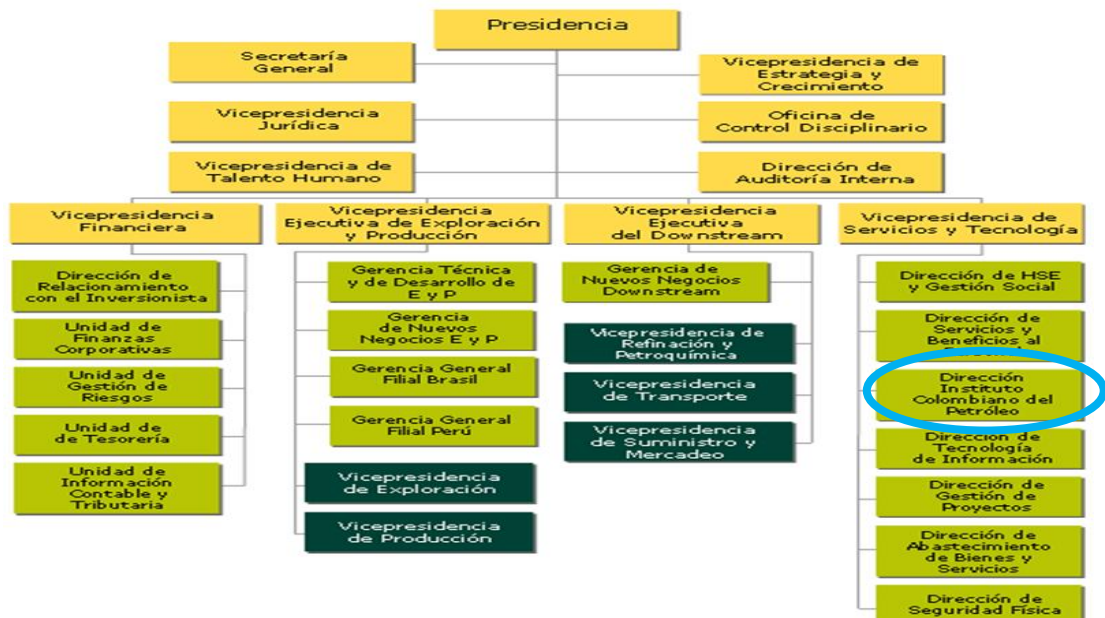 Presidencia
Secretaría
General
Vicepresidencia de
Estrategia y
Crecimiento
Vicepresidencia
Jurídica
Oficina de
Control Disciplinario
Vicepresidencia de
Talento Humano
Dirección de
Auditoría Interna
Vicepresidencia
Financiera
Dirección de
Relacionamiento
con el Inversionista
Unidad de
Finanzas
Corporativas
Unidad de
Gestión de
Riesgos
Unidad de
de Tesorería
Unidad de
Información
Contable y
Tributaria
Vicepresidencia
Ejecutiva de Exploración
y Producción
Gerencia Técnica
y de Desarrollo de
E y P
Gerencia
de Nuevos
Negocios E y P
Gerencia General
Filial Brasil
Gerencia General
Filial Perú
Vicepresidencia
de Exploración
Vicepresidencia
de Producción
Vicepresidencia
Ejecutiva
del Downstream
Gerencia de
Nuevos Negocios
Downstream
Vicepresidencia de
Refinación y
Petroquímica
Vicepresidencia
de Transporte
Vicepresidencia
de Suministro y
Mercadeo
Vicepresidencia de
Servicios y Tecnología
Dirección de HSE
y Gestión Social
Dirección de
Servicios y
Beneficios al
Dirección
Instituto
Colombiano del
Petróleo
Dirección de
Tecnología
de Información
Dirección de
Gestión de
Proyectos
Dirección de
Abastecimiento
de Bienes y
Servicios
Dirección de
Seguridad Física